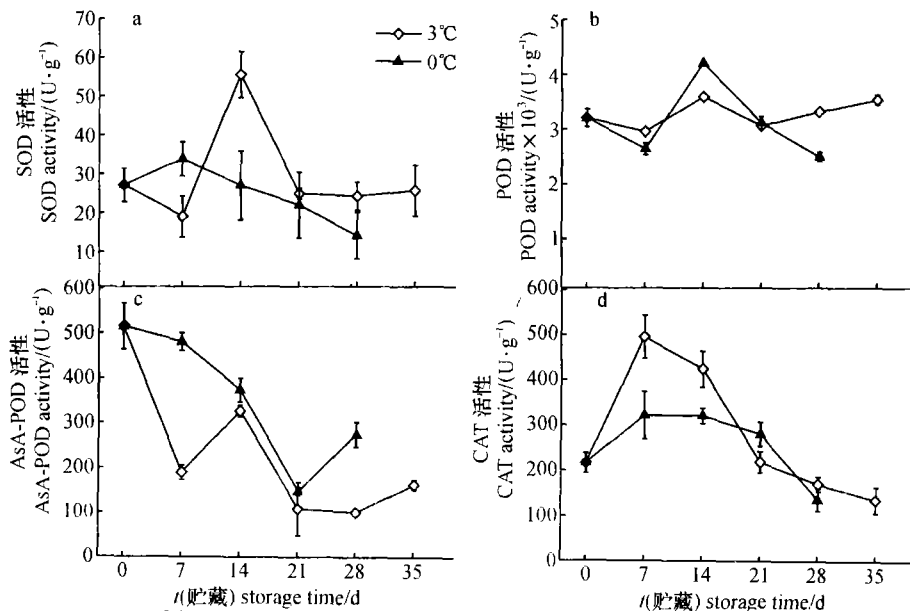 a
3℃
0℃
SOD 活性
SOD activity/(U·g⁻¹)
70
60
50
40
30
20
10
b
POD 活性
POD activity×10³/(U·g⁻¹)
5
4
3
2
1
c
AsA-POD 活性
AsA-POD activity/(U·g⁻¹)
600
500
400
300
200
100
0
0 7 14 21 28 35
t(贮藏) storage time/d
d
CAT 活性
CAT activity/(U·g⁻¹)
600
500
400
300
200
100
0
0 7 14 21 28 35
t(贮藏) storage time/d